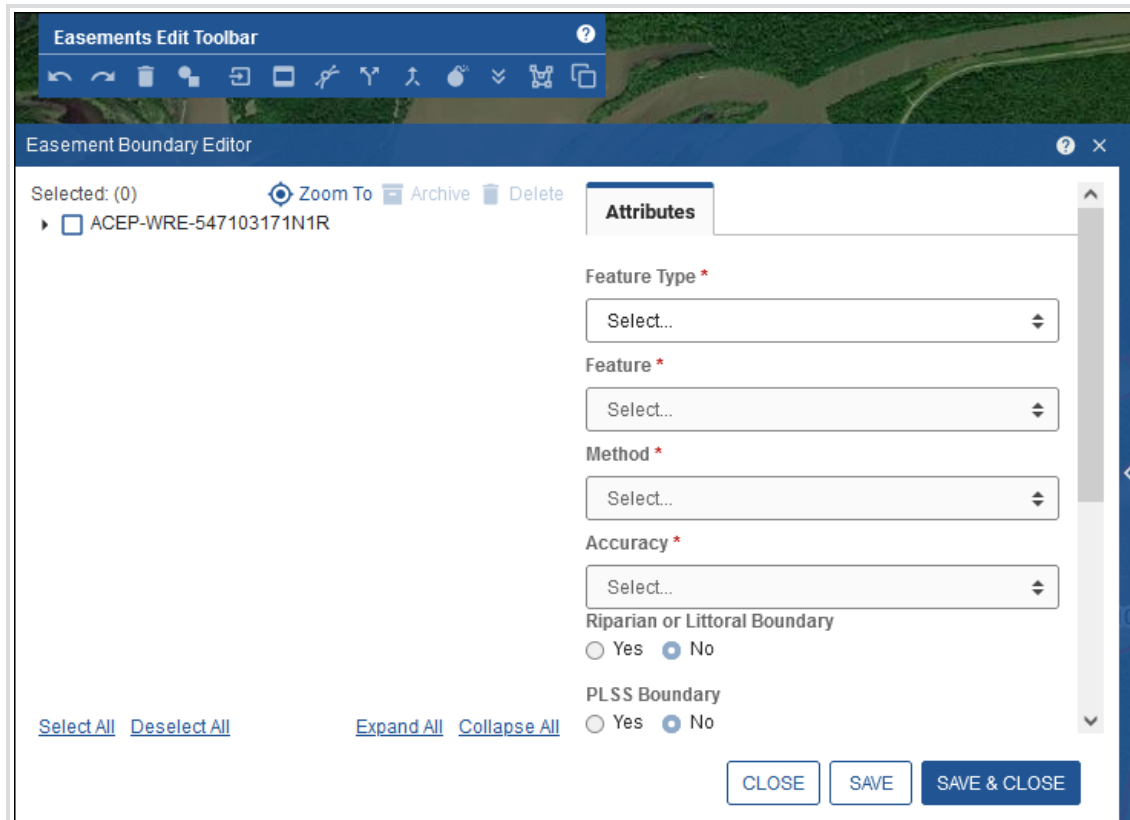 Easements Edit Toolbar
Easement Boundary Editor
Selected: (0) Zoom To Archive Delete
ACEP-WRE-547103171N1R
Select All Deselect All Expand All Collapse All
Attributes
Feature Type *
Select...
Feature *
Select...
Method *
Select...
Accuracy *
Select...
Riparian or Littoral Boundary
Yes No
PLSS Boundary
Yes No
CLOSE SAVE SAVE & CLOSE